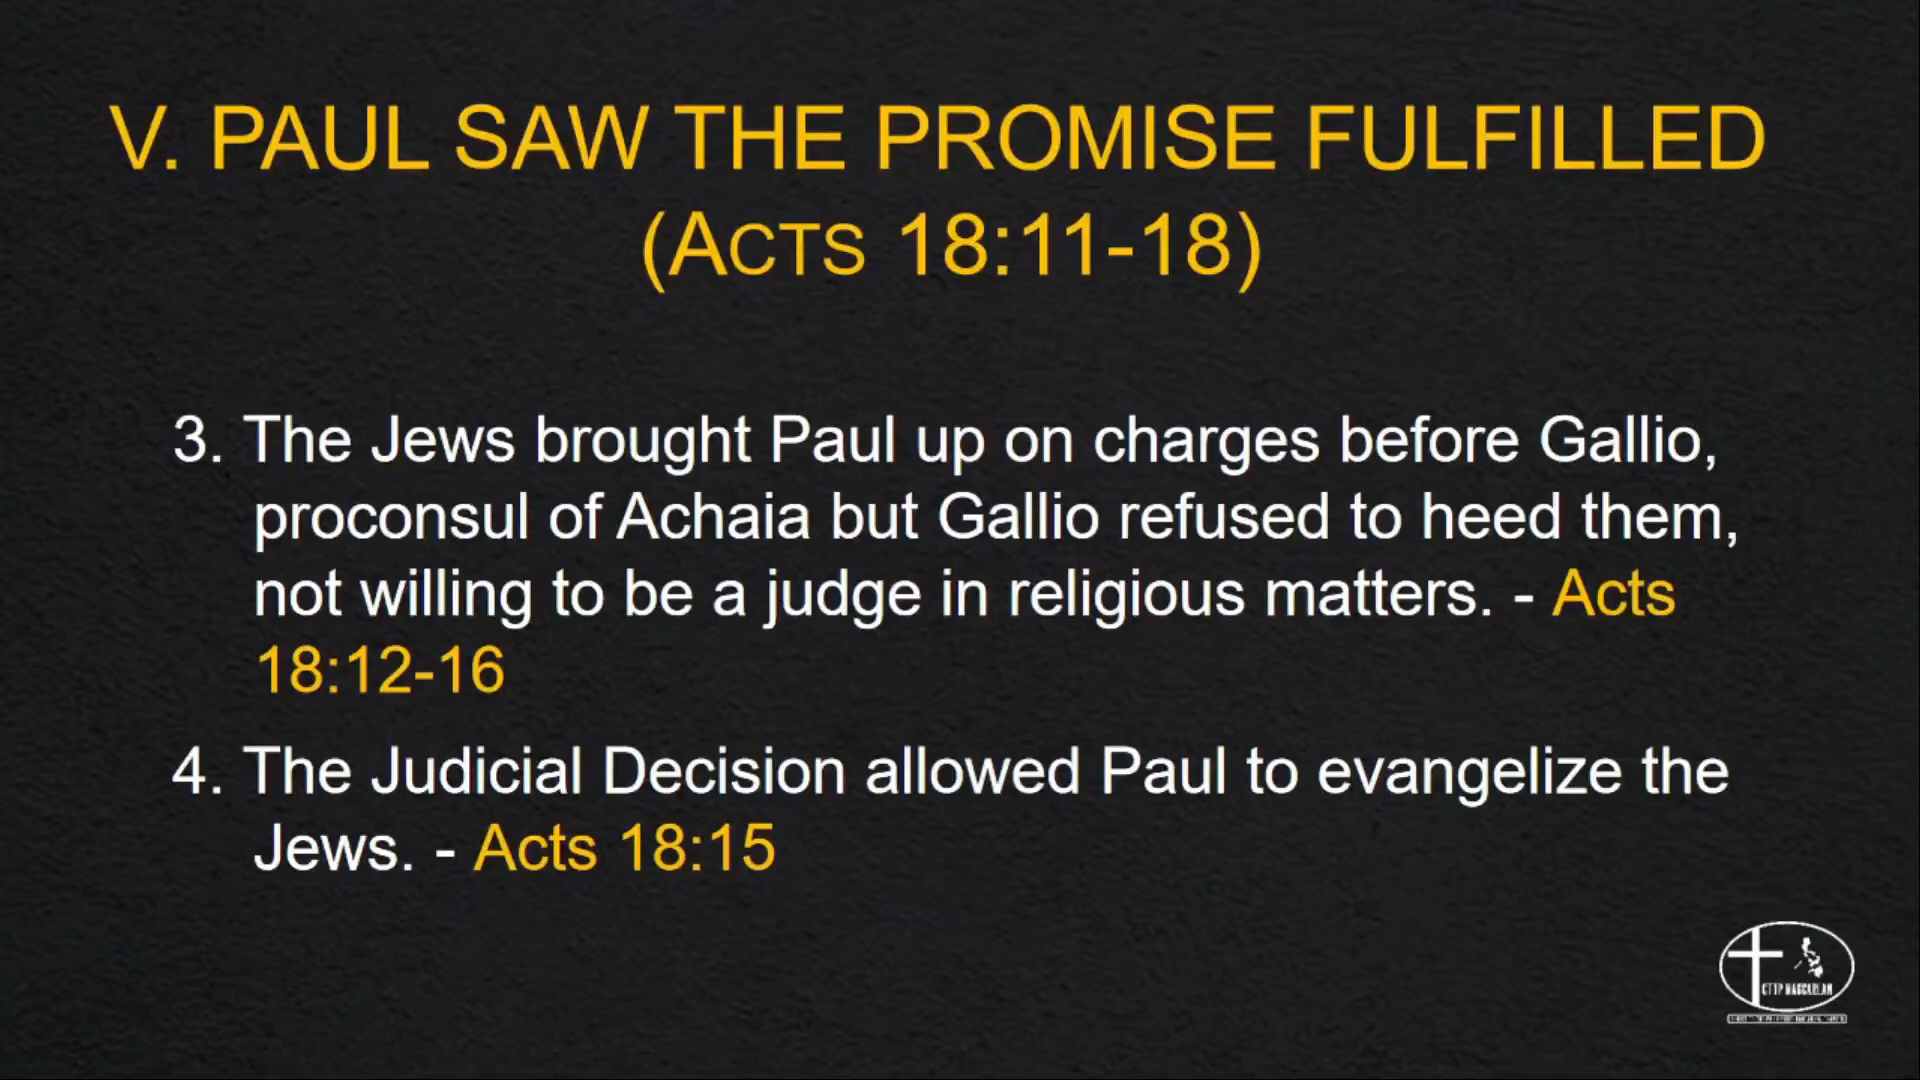 V. PAUL SAW THE PROMISE FULFILLED
(ACTS 18:11-18)
3. The Jews brought Paul up on charges before Gallio,
proconsul of Achaia but Gallio refused to heed them,
not willing to be a judge in religious matters. - Acts
18:12-16
4. The Judicial Decision allowed Paul to evangelize the
Jews. - Acts 18:15
CTTP NAGCARLAN